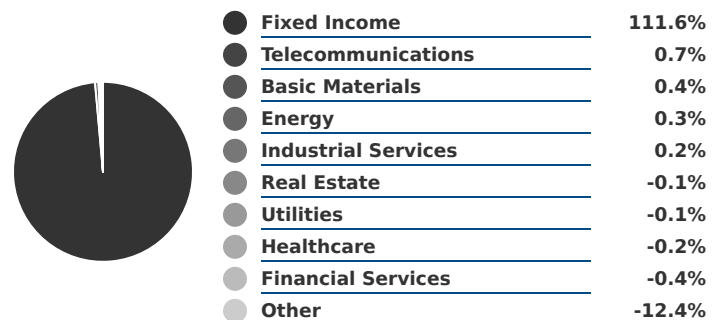 Fixed Income 111.6%
Telecommunications 0.7%
Basic Materials 0.4%
Energy 0.3%
Industrial Services 0.2%
Real Estate -0.1%
Utilities -0.1%
Healthcare -0.2%
Financial Services -0.4%
Other -12.4%